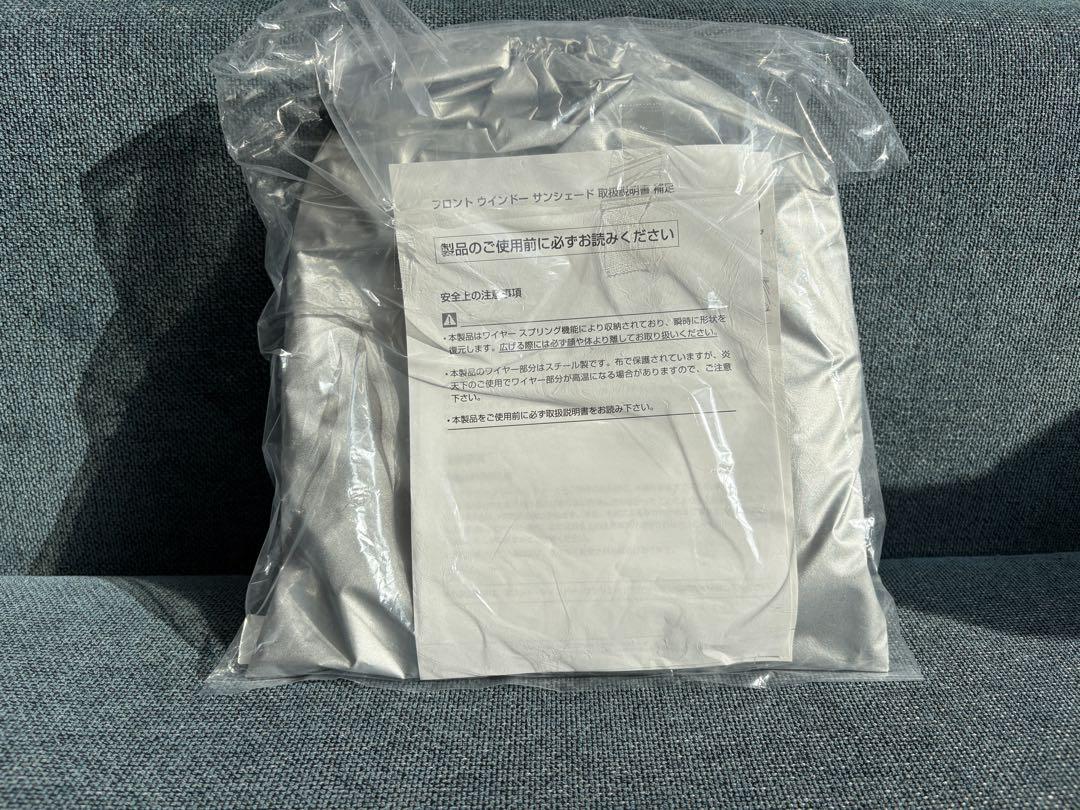 フロント ウインドー サンシェード 取扱説明書 補足
製品のご使用前に必ずお読みください
安全上の注意事項
・本製品はワイヤー スプリング機能により収納されており、瞬時に形状を
復元します。広げる際には必ず顔や体より離してお取り扱いください。
・本製品のワイヤー部分はスチール製です。布で保護されていますが、炎
天下のご使用でワイヤー部分が高温になる場合がありますので、ご注意
下さい。
・本製品をご使用前に必ず取扱説明書をお読み下さい。